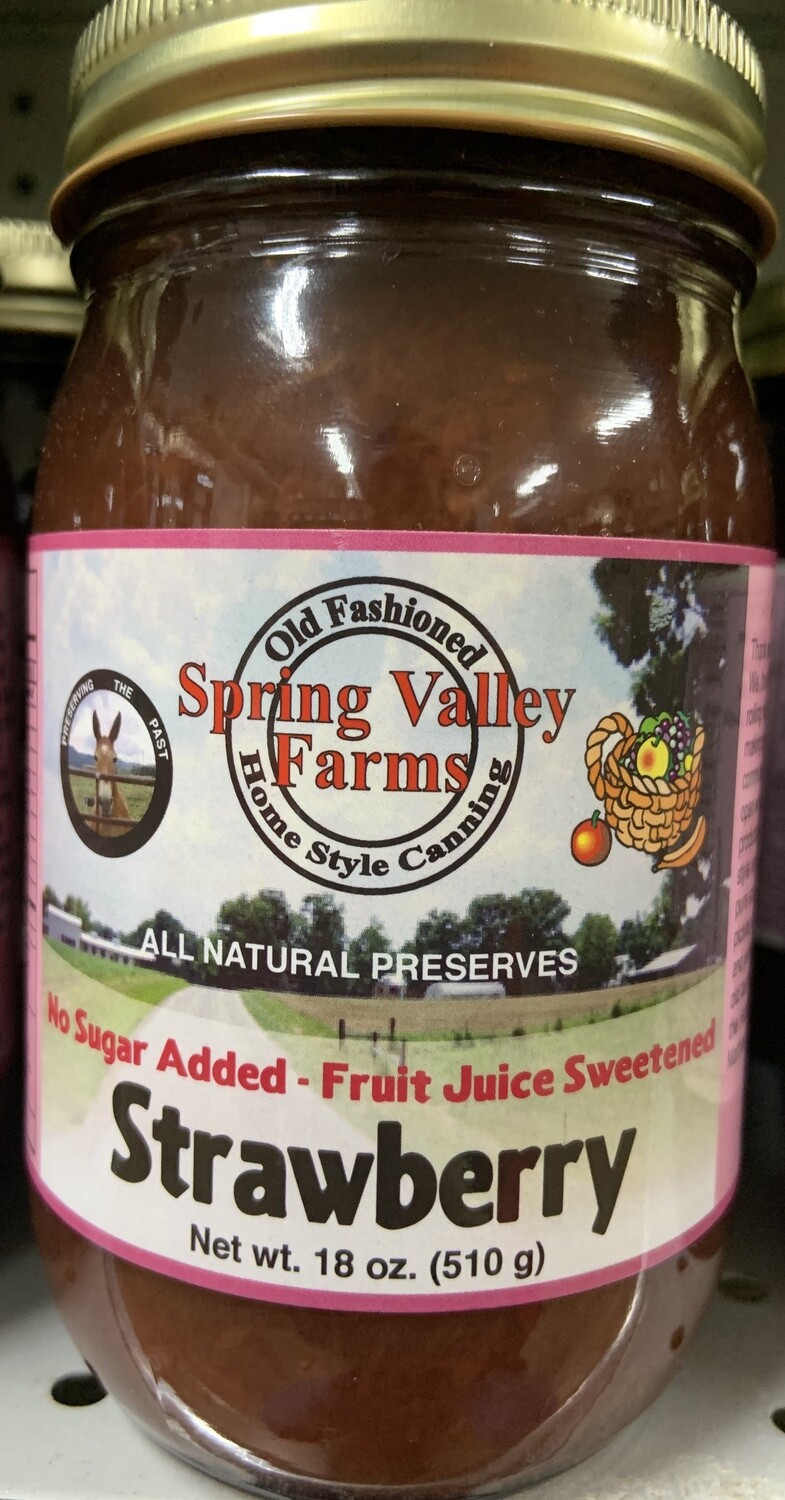 Old Fashioned
Spring Valley
Farms
Home Style Canning
PRESERVING THE PAST
ALL NATURAL PRESERVES
No Sugar Added - Fruit Juice Sweetened
Strawberry
Net wt. 18 oz. (510 g)